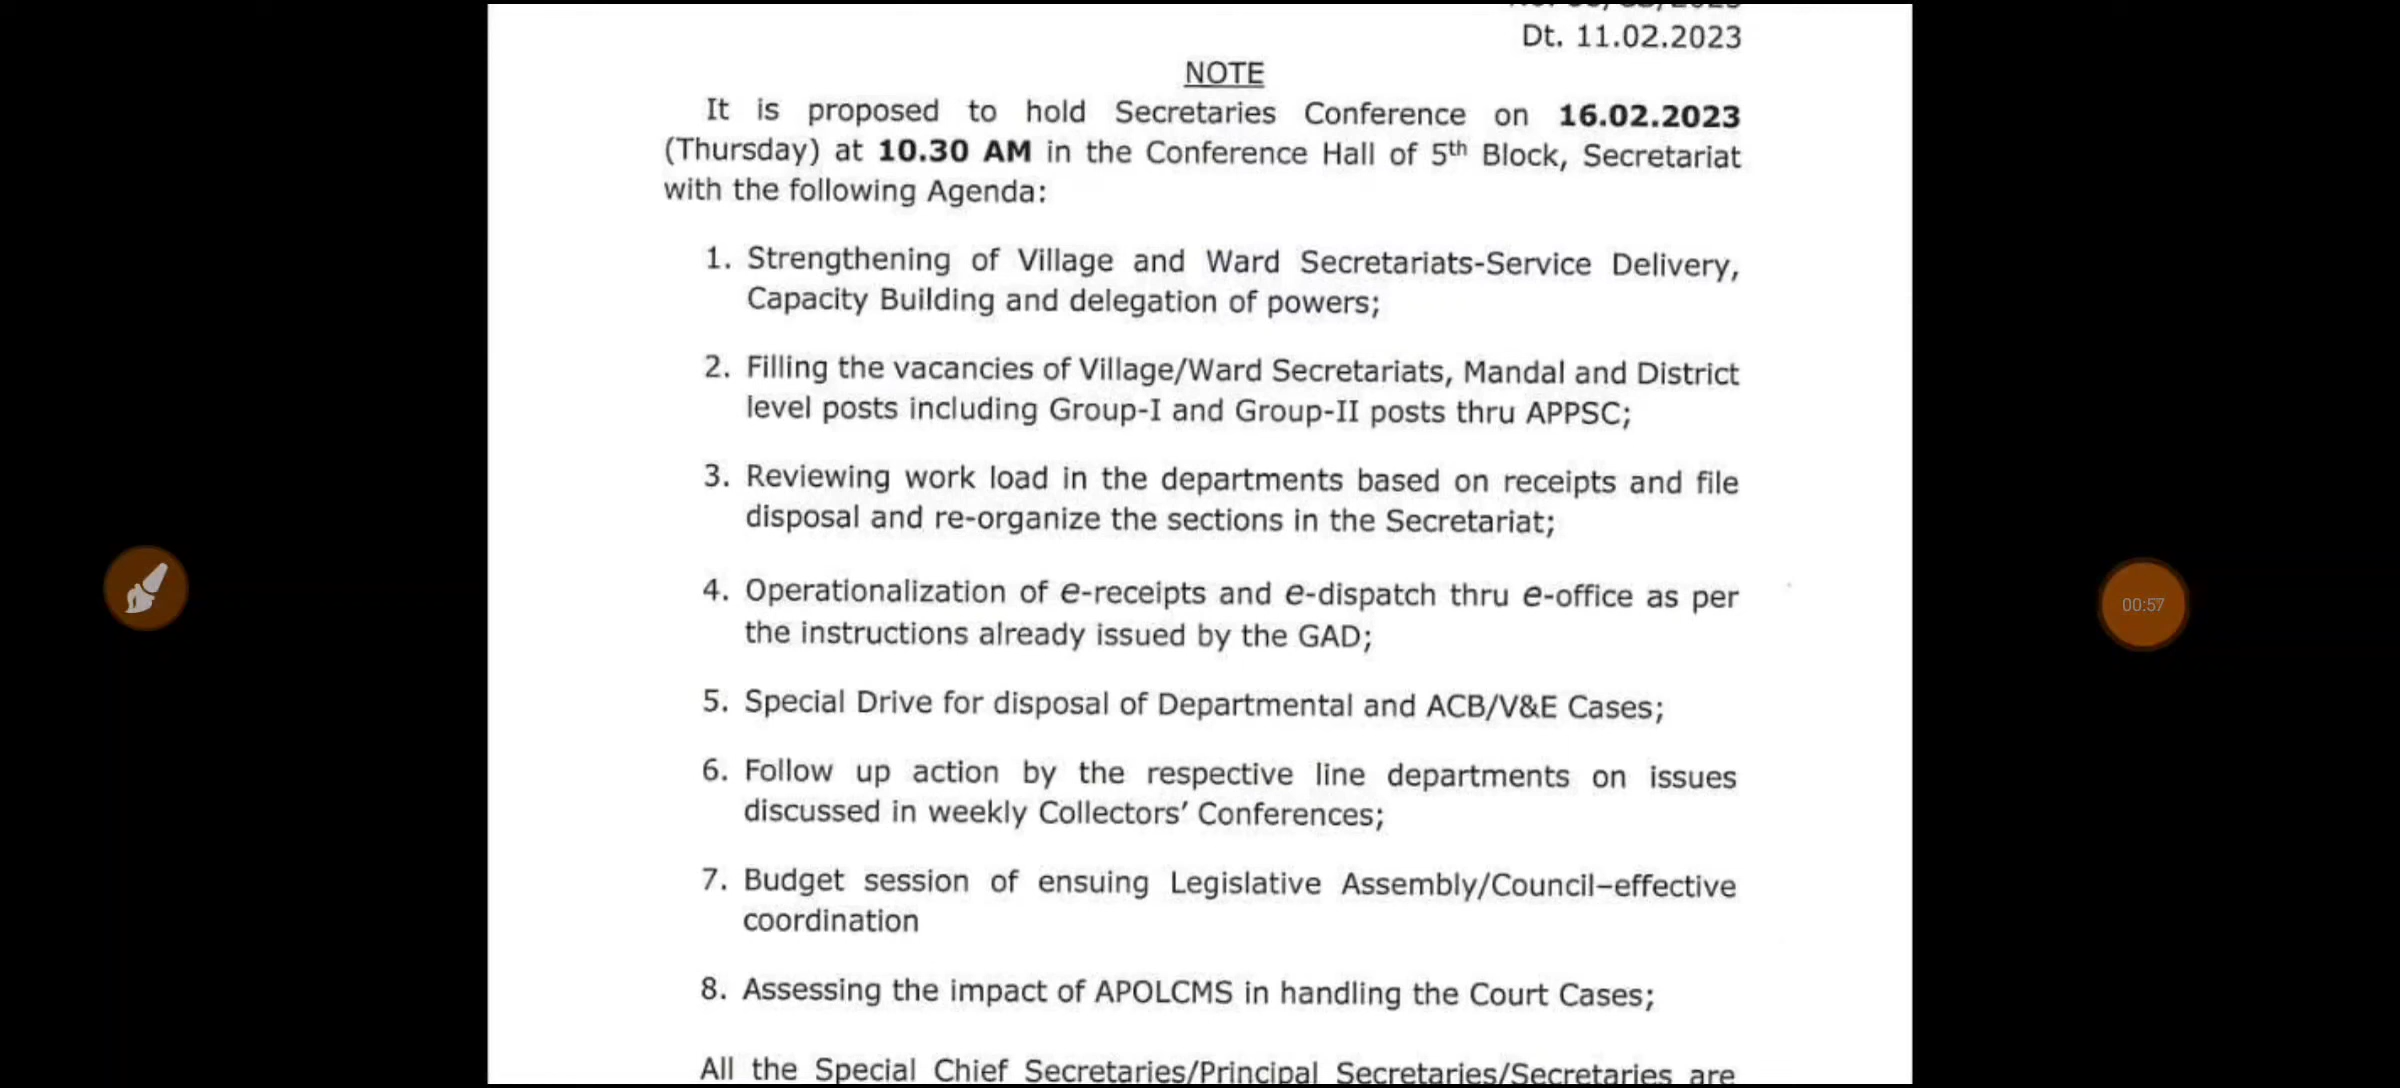 Dt. 11.02.2023
NOTE
It is proposed to hold Secretaries Conference on 16.02.2023
(Thursday) at 10.30 AM in the Conference Hall of 5th Block, Secretariat
with the following Agenda:
1. Strengthening of Village and Ward Secretariats-Service Delivery,
Capacity Building and delegation of powers;
2. Filling the vacancies of Village/Ward Secretariats, Mandal and District
level posts including Group-I and Group-II posts thru APPSC;
3. Reviewing work load in the departments based on receipts and file
disposal and re-organize the sections in the Secretariat;
4. Operationalization of e-receipts and e-dispatch thru e-office as per
the instructions already issued by the GAD;
5. Special Drive for disposal of Departmental and ACB/V&E Cases;
6. Follow up action by the respective line departments on issues
discussed in weekly Collectors’ Conferences;
7. Budget session of ensuing Legislative Assembly/Council–effective
coordination
8. Assessing the impact of APOLCMS in handling the Court Cases;
All the Special Chief Secretaries/Principal Secretaries/Secretaries are
00:57